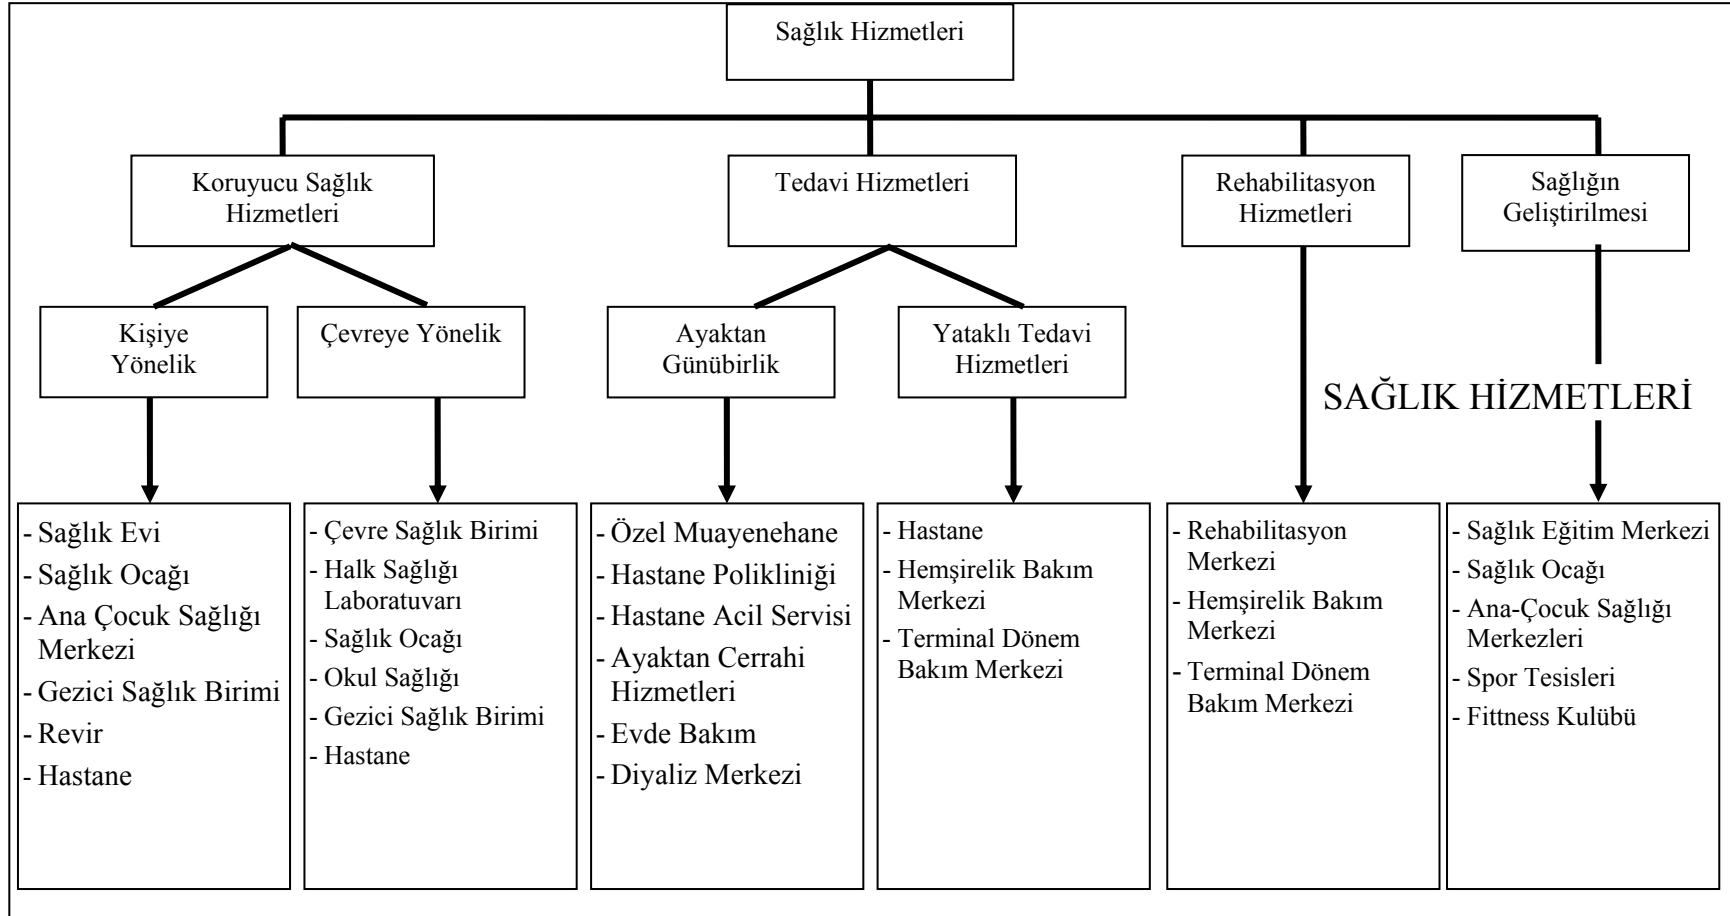 Sağlık Hizmetleri
Koruyucu Sağlık
Hizmetleri
Tedavi Hizmetleri
Rehabilitasyon
Hizmetleri
Sağlığın
Geliştirilmesi
Kişiye
Yönelik
Çevreye Yönelik
Ayaktan
Günübirlik
Yataklı Tedavi
Hizmetleri
SAĞLIK HİZMETLERİ
- Sağlık Evi
- Sağlık Ocağı
- Ana Çocuk Sağlığı
Merkezi
- Gezici Sağlık Birimi
- Revir
- Hastane
- Çevre Sağlık Birimi
- Halk Sağlığı
Laboratuvarı
- Sağlık Ocağı
- Okul Sağlığı
- Gezici Sağlık Birimi
- Hastane
- Özel Muayenehane
- Hastane Polikliniği
- Hastane Acil Servisi
- Ayaktan Cerrahi
Hizmetleri
- Evde Bakım
- Diyaliz Merkezi
- Hastane
- Hemşirelik Bakım
Merkezi
- Terminal Dönem
Bakım Merkezi
- Rehabilitasyon
Merkezi
- Hemşirelik Bakım
Merkezi
- Terminal Dönem
Bakım Merkezi
- Sağlık Eğitim Merkezi
- Sağlık Ocağı
- Ana-Çocuk Sağlığı
Merkezleri
- Spor Tesisleri
- Fittness Kulübü